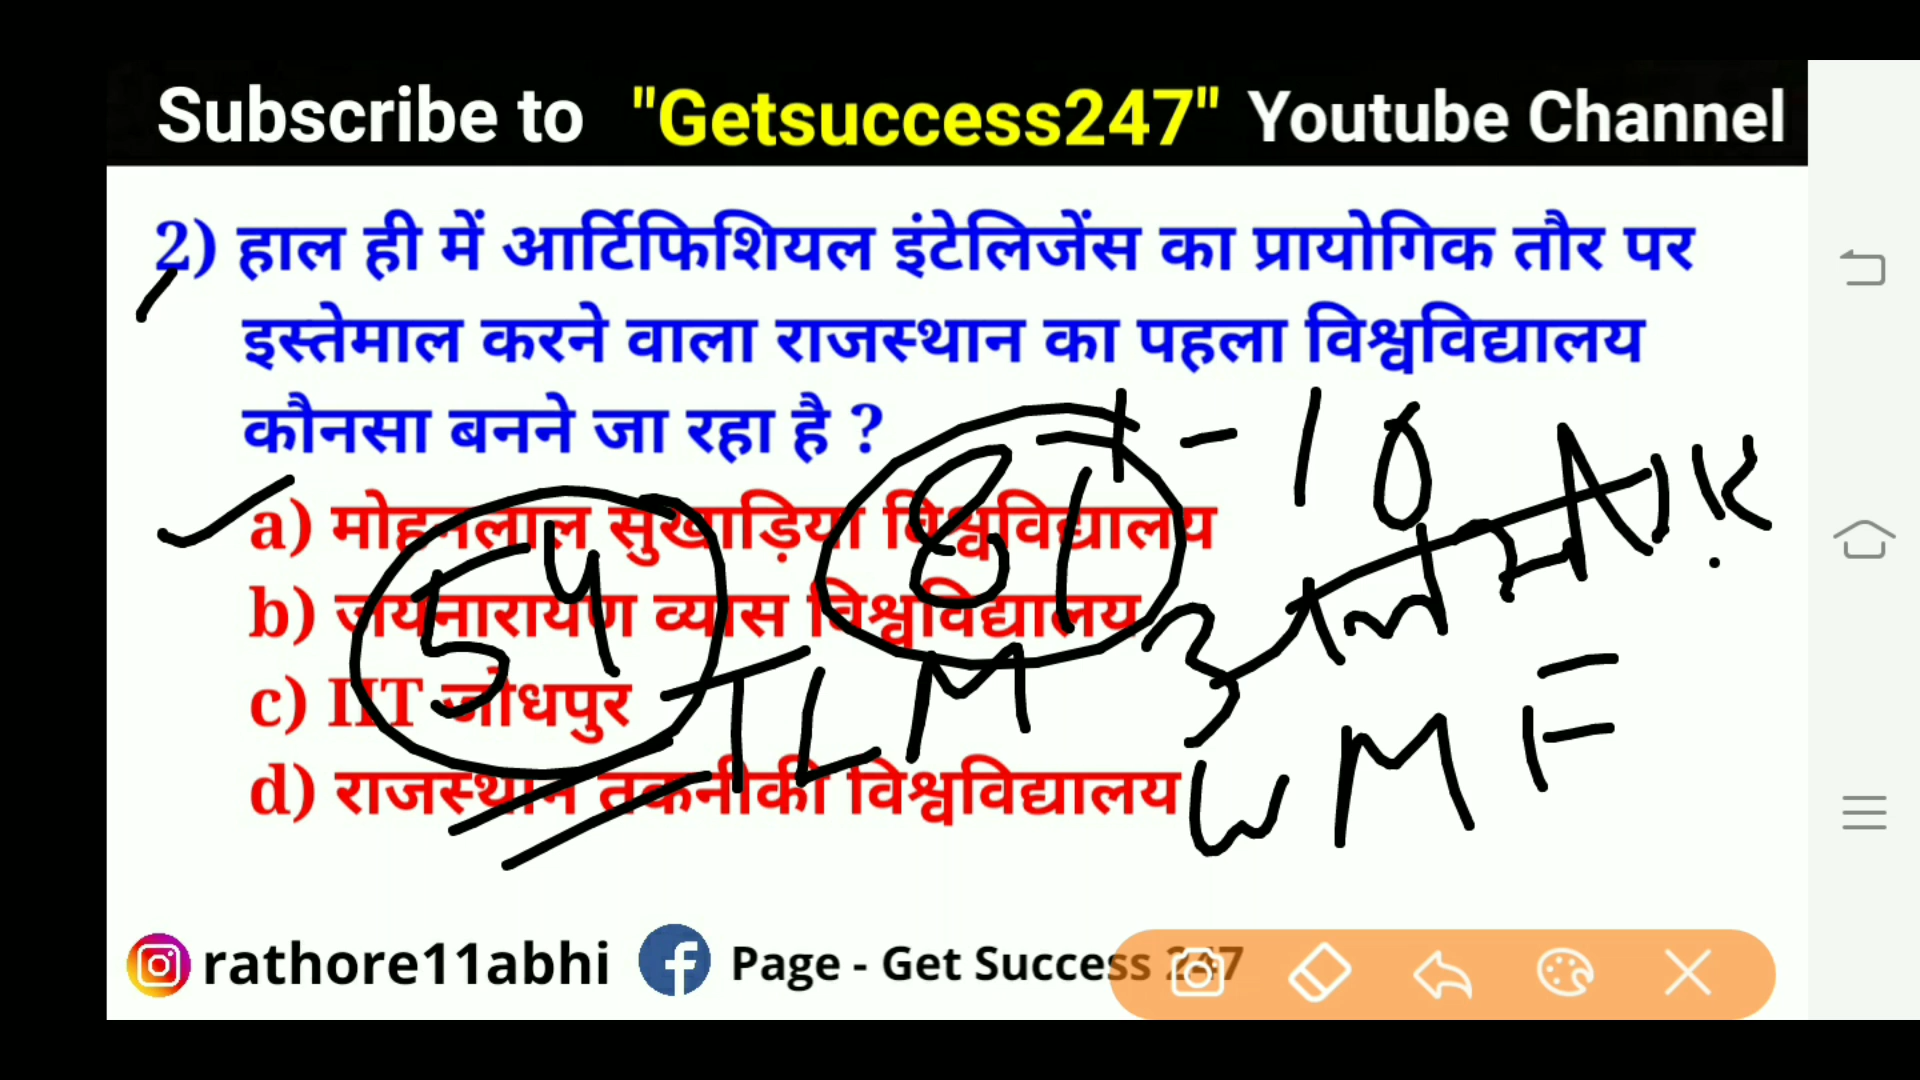 Subscribe to "Getsuccess247" Youtube Channel
2) हाल ही में आर्टिफिशियल इंटेलिजेंस का प्रायोगिक तौर पर
इस्तेमाल करने वाला राजस्थान का पहला विश्वविद्यालय
कौनसा बनने जा रहा है ?
a) मोहनलाल सुखाड़िया विश्वविद्यालय
b) जयनारायण व्यास विश्वविद्यालय
c) IIT जोधपुर
d) राजस्थान तकनीकी विश्वविद्यालय
54
81
10
TLM
WMF
rathore11abhi Page - Get Success 247